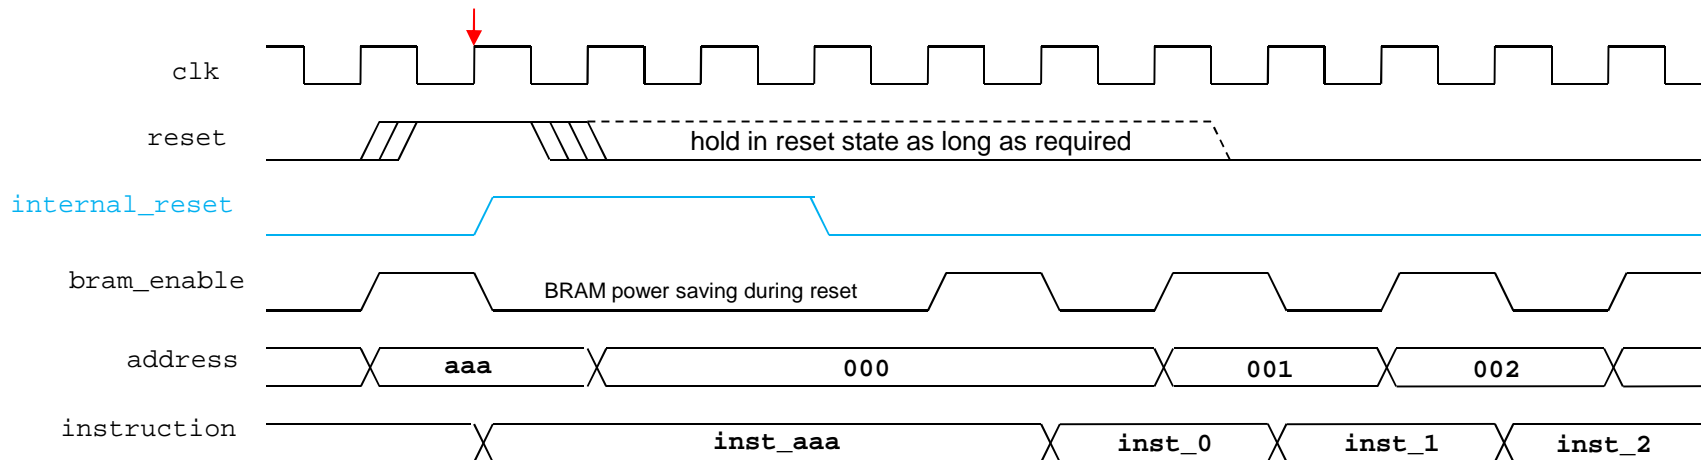 clk
reset
hold in reset state as long as required
internal_reset
bram_enable
BRAM power saving during reset
address
aaa
000
001
002
instruction
inst_aaa
inst_0
inst_1
inst_2